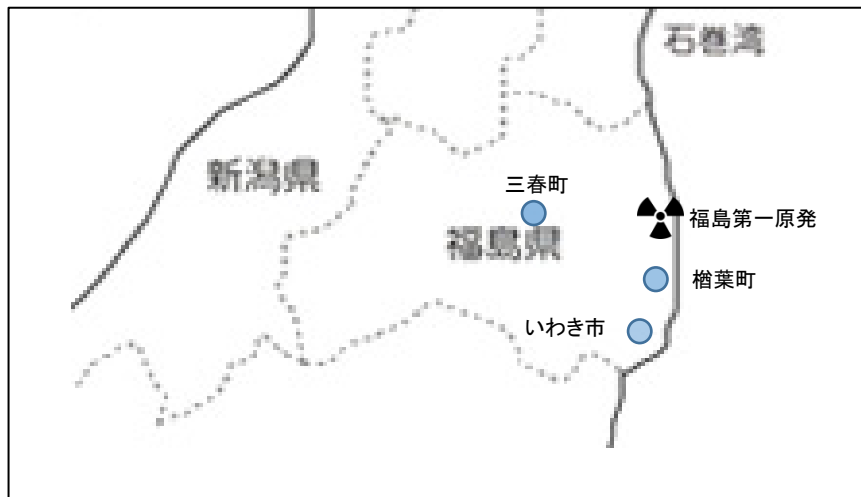 石巻湾
新潟県
三春町
福島第一原発
福島県
楢葉町
いわき市